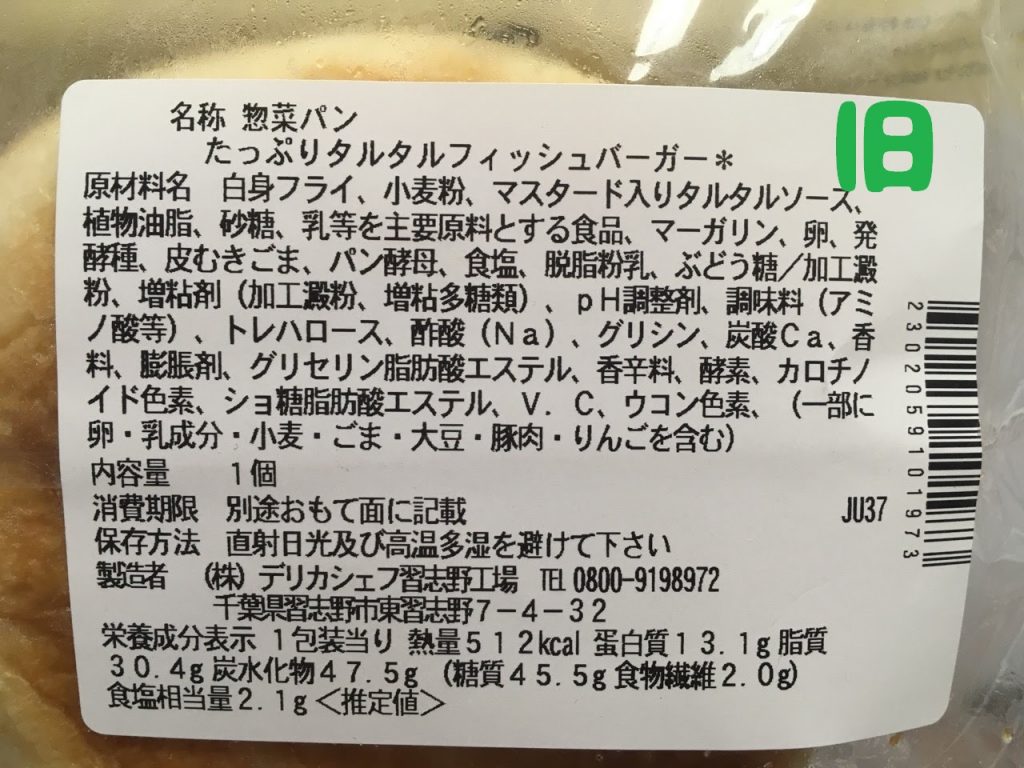 旧
名称 惣菜パン
たっぷりタルタルフィッシュバーガー＊
原材料名 白身フライ、小麦粉、マスタード入りタルタルソース、
植物油脂、砂糖、乳等を主要原料とする食品、マーガリン、卵、発
酵種、皮むきごま、パン酵母、食塩、脱脂粉乳、ぶどう糖／加工澱
粉、増粘剤（加工澱粉、増粘多糖類）、ｐＨ調整剤、調味料（アミ
ノ酸等）、トレハロース、酢酸（Ｎａ）、グリシン、炭酸Ｃａ、香
料、膨脹剤、グリセリン脂肪酸エステル、香辛料、酵素、カロチノ
イド色素、ショ糖脂肪酸エステル、Ｖ．Ｃ、ウコン色素、（一部に
卵・乳成分・小麦・ごま・大豆・豚肉・りんごを含む）
内容量 １個
消費期限 別途おもて面に記載
JU37
保存方法 直射日光及び高温多湿を避けて下さい
製造者 （株）デリカシェフ習志野工場 TEL 0800-9198972
千葉県習志野市東習志野７－４－３２
栄養成分表示 １包装当り 熱量５１２kcal 蛋白質１３.１g 脂質
３０.４g 炭水化物４７.５g （糖質４５.５g 食物繊維２.０g）
食塩相当量２.１g ＜推定値＞
2302059101973